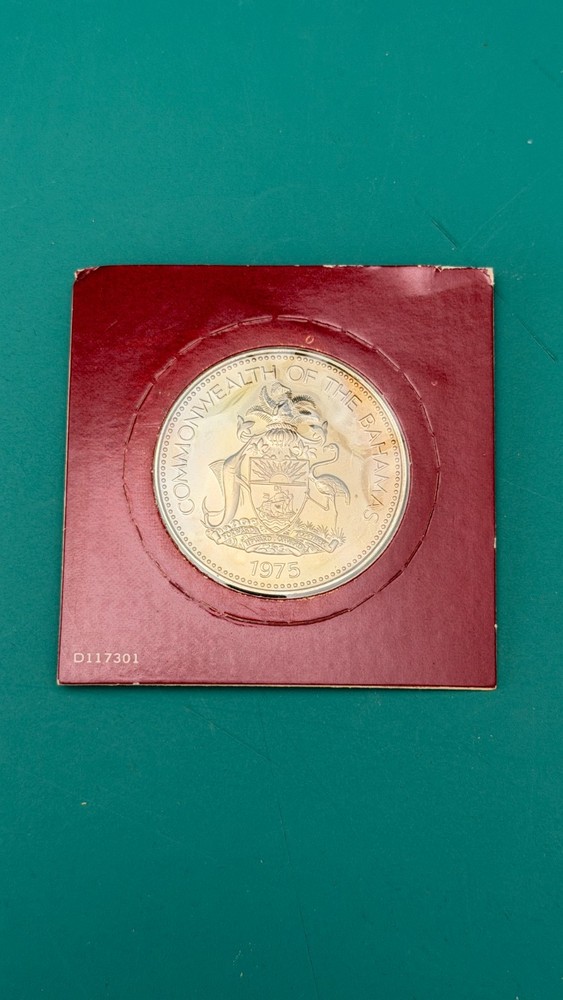 COMMONWEALTH OF THE BAHAMAS
1975
D117301